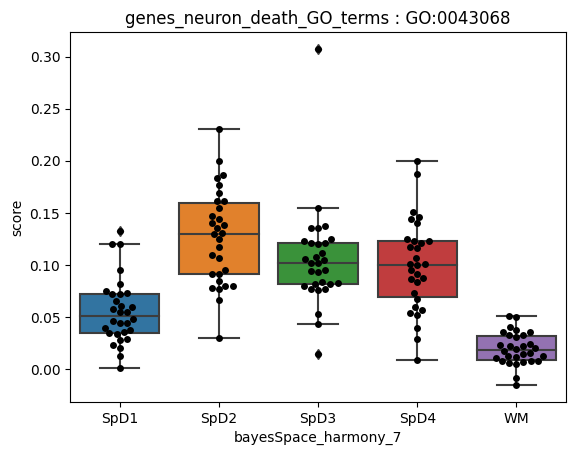 genes_neuron_death_GO_terms : GO:0043068
0.30
0.25
0.20
0.15
0.10
0.05
0.00
score
SpD1 SpD2 SpD3 SpD4 WM
bayesSpace_harmony_7